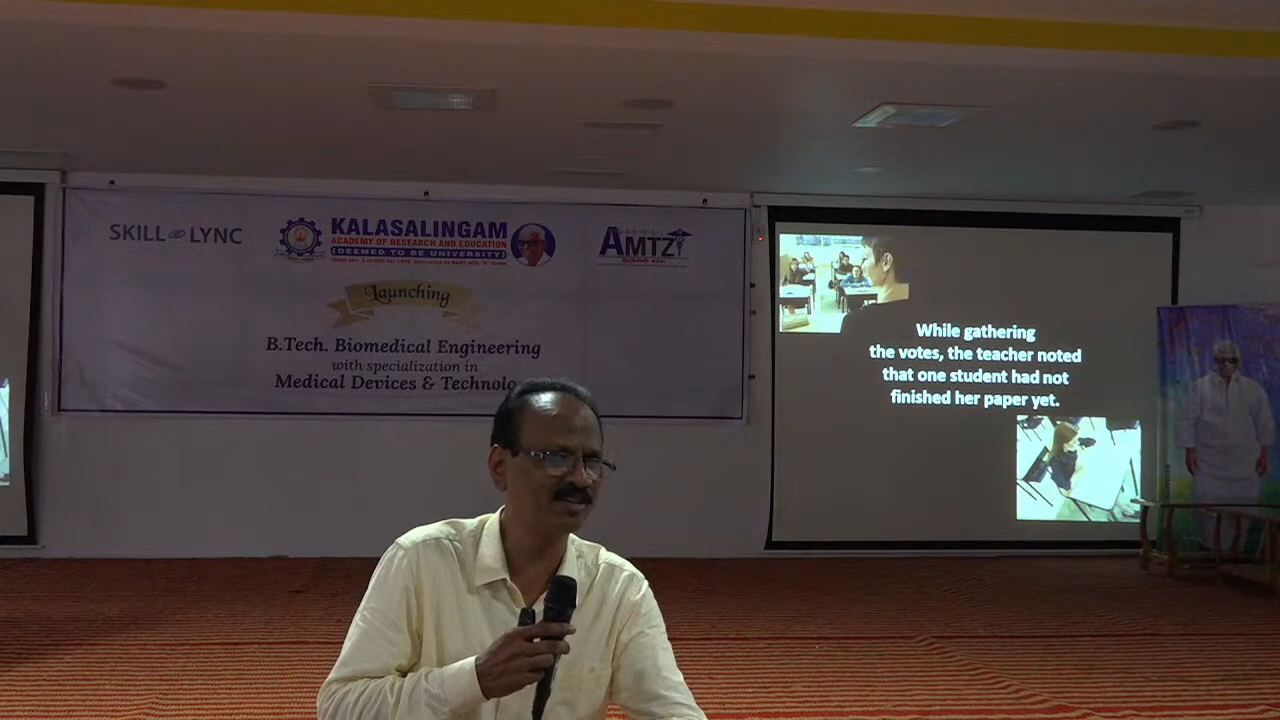 SKILL LYNC
KALASALINGAM
ACADEMY OF RESEARCH AND EDUCATION
(DEEMED TO BE UNIVERSITY)
AMTZ
Launching
B.Tech. Biomedical Engineering
with specialization in
Medical Devices & Technolo
While gathering
the votes, the teacher noted
that one student had not
finished her paper yet.